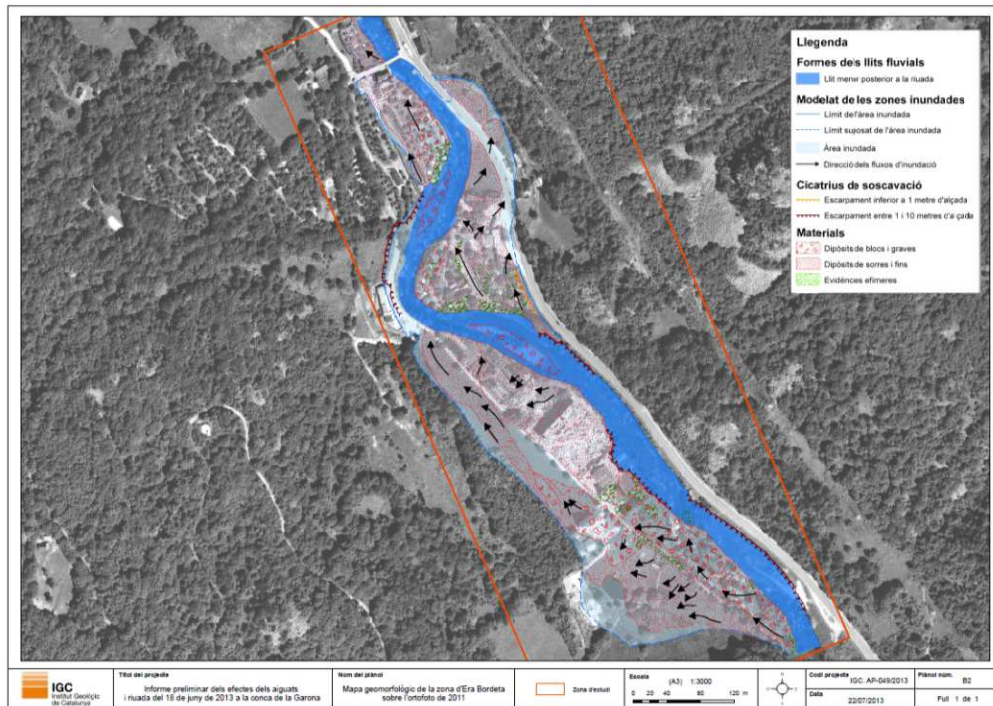 Llegenda
Formes dels llits fluvials
Llit menor posterior a la riuada
Modelat de les zones inundades
Límit de l'àrea inundada
Límit suposat de l'àrea inundada
Àrea inundada
Direcció dels fluxos d'inundació
Cicatrius de soscavació
Escarpament inferior a 1 metre d'alçada
Escarpament entre 1 i 10 metres d'a çada
Materials
Dipòsits de blocs i graves
Dipòsits de sorres i fins
Evidències efímeres
IGC
Institut Geològic
de Catalunya
Títol del projecte
Informe preliminar dels efectes dels aiguats
i riuada del 18 de juny de 2013 a la conca de la Garona
Nom del plànol
Mapa geomorfològic de la zona d'Era Bordeta
sobre l'ortofoto de 2011
Zona d'estudi
Escala
(A3) 1:3000
0 20 40 80 120 m
Codi projecte
IGC. AP-049/2013
Data
22/07/2013
Plànol núm. B2
Full 1 de 1